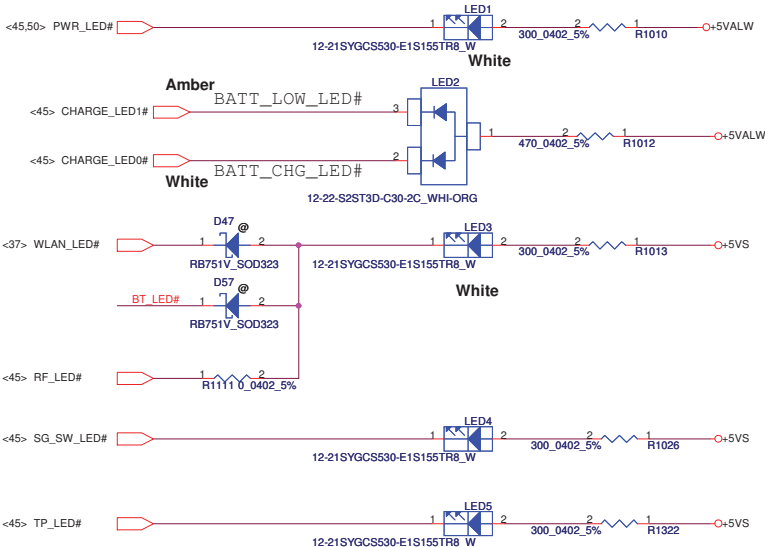 LED1
<45,50> PWR_LED# 1 2 2 1 +5VALW
12-21SYGCS530-E1S155TR8_W 300_0402_5% R1010
White
Amber
BATT_LOW_LED# LED2
<45> CHARGE_LED1# 3
1 2 1 +5VALW
470_0402_5% R1012
<45> CHARGE_LED0# 2
White BATT_CHG_LED#
12-22-S2ST3D-C30-2C_WHI-ORG
D47 @ LED3
<37> WLAN_LED# 1 2 1 2 2 1 +5VS
RB751V_SOD323 12-21SYGCS530-E1S155TR8_W 300_0402_5% R1013
D57 @ White
BT_LED# 1 2
RB751V_SOD323
<45> RF_LED# 1 2
R1111 0_0402_5%
LED4
<45> SG_SW_LED# 1 2 2 1 +5VS
12-21SYGCS530-E1S155TR8_W 300_0402_5% R1026
LED5
<45> TP_LED# 1 2 2 1 +5VS
12-21SYGCS530-E1S155TR8_W 300_0402_5% R1322